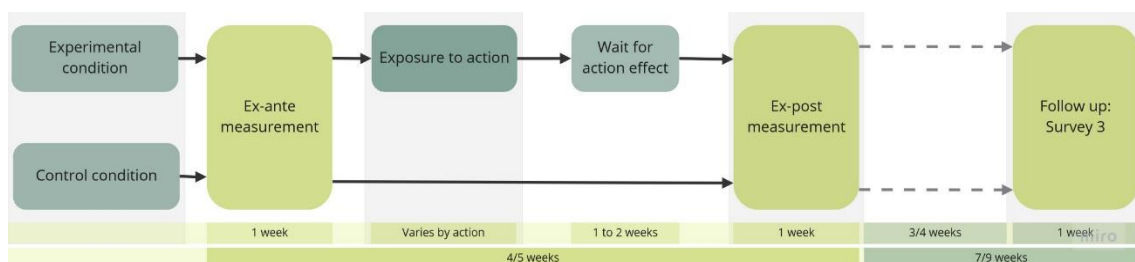 Experimental
condition
Control condition
Ex-ante
measurement
Exposure to action
Wait for
action effect
Ex-post
measurement
Follow up:
Survey 3
1 week
Varies by action
1 to 2 weeks
1 week
3/4 weeks
1 week
miro
4/5 weeks
7/9 weeks